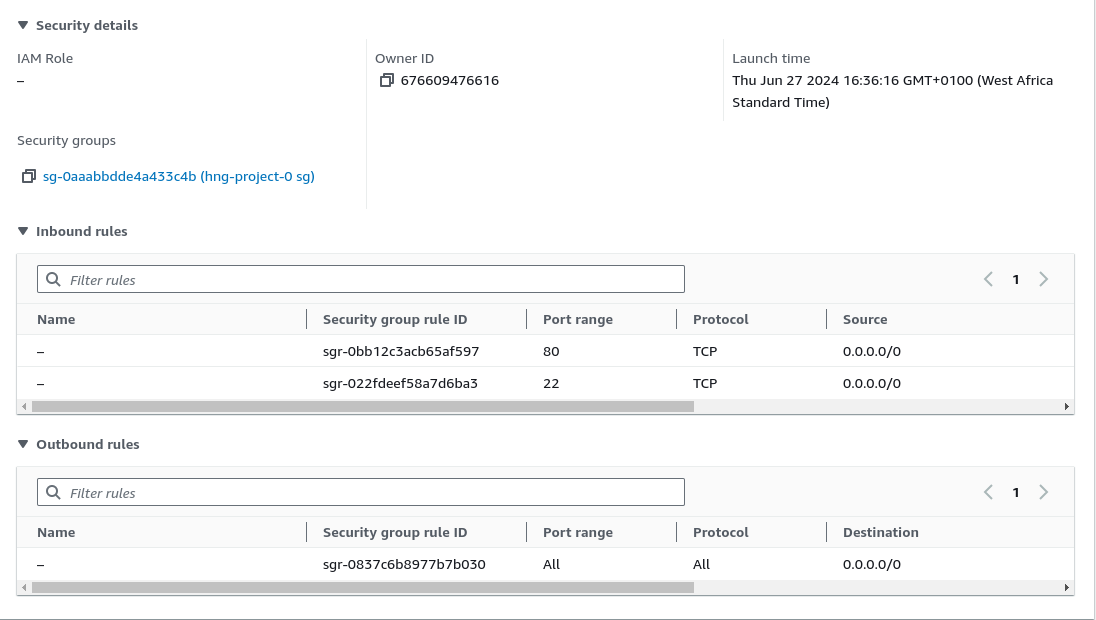 Security details
IAM Role
–
Owner ID
676609476616
Launch time
Thu Jun 27 2024 16:36:16 GMT+0100 (West Africa
Standard Time)
Security groups
sg-0aaabbdde4a433c4b (hng-project-0 sg)
Inbound rules
Filter rules
1
Name Security group rule ID Port range Protocol Source
– sgr-0bb12c3acb65af597 80 TCP 0.0.0.0/0
– sgr-022fdeef58a7d6ba3 22 TCP 0.0.0.0/0
Outbound rules
Filter rules
1
Name Security group rule ID Port range Protocol Destination
– sgr-0837c6b8977b7b030 All All 0.0.0.0/0